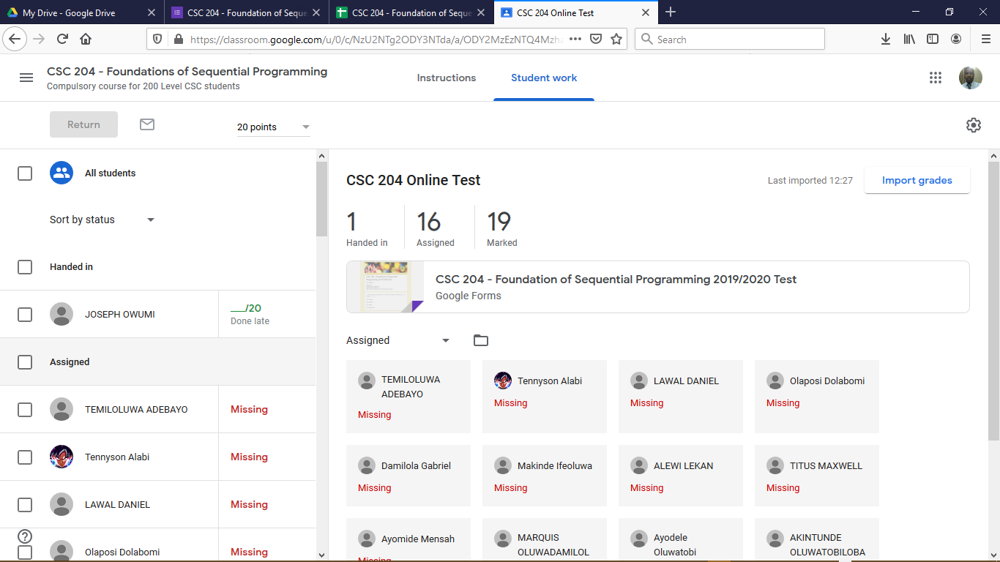 My Drive - Google Drive
CSC 204 - Foundation of Seque
CSC 204 - Foundation of Seque
CSC 204 Online Test
https://classroom.google.com/u/0/c/NzU2NTg2ODY3NTda/a/ODY2MzEzNTQ4Mzha
Search
CSC 204 - Foundations of Sequential Programming
Compulsory course for 200 Level CSC students
Instructions
Student work
Return
20 points
All students
Sort by status
Handed in
JOSEPH OWUMI
___/20
Done late
Assigned
TEMILOLUWA ADEBAYO
Missing
Tennyson Alabi
Missing
LAWAL DANIEL
Missing
Olaposi Dolabomi
Missing
CSC 204 Online Test
Last imported 12:27
Import grades
1
Handed in
16
Assigned
19
Marked
CSC 204 - Foundation of Sequential Programming 2019/2020 Test
Google Forms
Assigned
TEMILOLUWA
ADEBAYO
Missing
Tennyson Alabi
Missing
LAWAL DANIEL
Missing
Olaposi Dolabomi
Missing
Damilola Gabriel
Missing
Makinde Ifeoluwa
Missing
ALEWI LEKAN
Missing
TITUS MAXWELL
Missing
Ayomide Mensah
Missing
MARQUIS
OLUWADAMILOL
Ayodele
Oluwatobi
AKINTUNDE
OLUWATOBILOBA